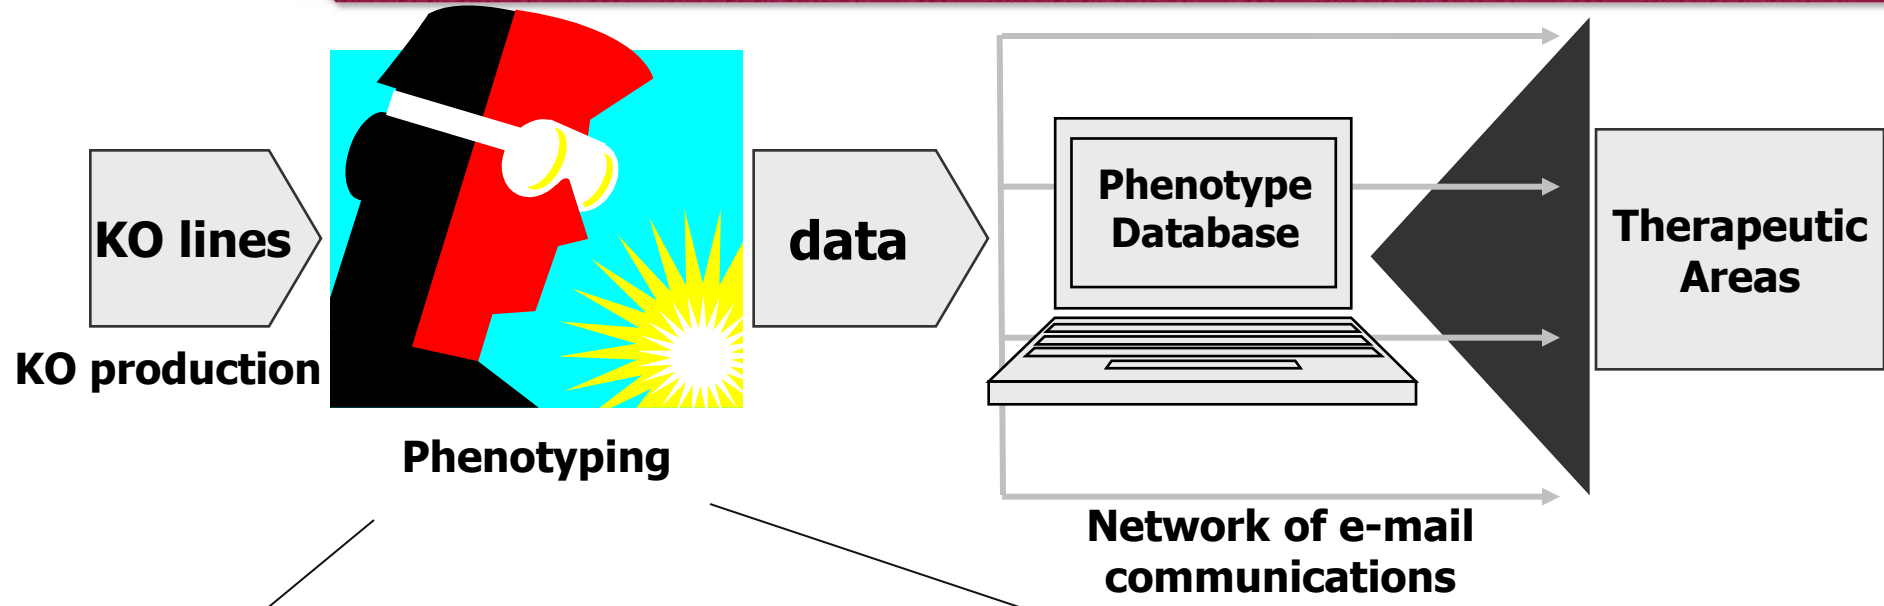 KO lines
KO production
Phenotyping
data
Phenotype
Database
Network of e-mail
communications
Therapeutic
Areas